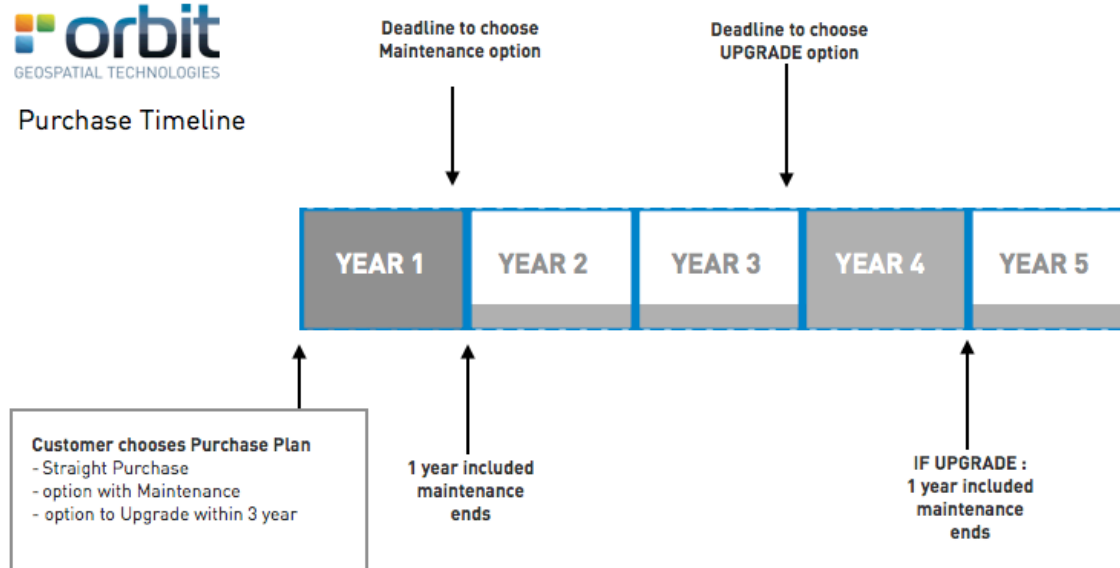 orbit
GEOSPATIAL TECHNOLOGIES
Purchase Timeline
Deadline to choose
Maintenance option
Deadline to choose
UPGRADE option
YEAR 1
YEAR 2
YEAR 3
YEAR 4
YEAR 5
Customer chooses Purchase Plan
- Straight Purchase
- option with Maintenance
- option to Upgrade within 3 year
1 year included
maintenance
ends
IF UPGRADE :
1 year included
maintenance
ends